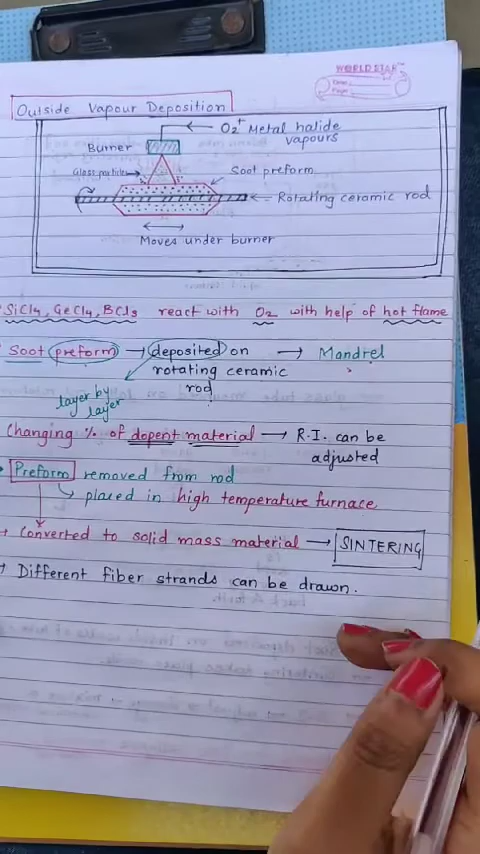 WORLD STAR
Date:
Page:
Outside Vapour Deposition
O2+ Metal halide
vapours
Burner
Glass particles
Soot preform
Rotating ceramic rod
Moves under burner
SiCl4, GeCl4, BCl3 react with O2 with help of hot flame
Soot preform → deposited on → Mandrel
rotating ceramic
rod
layer by
layer
Changing % of dopent material → R.I. can be
adjusted
Preform removed from rod
placed in high temperature furnace
Converted to solid mass material → SINTERING
→ Different fiber strands can be drawn.